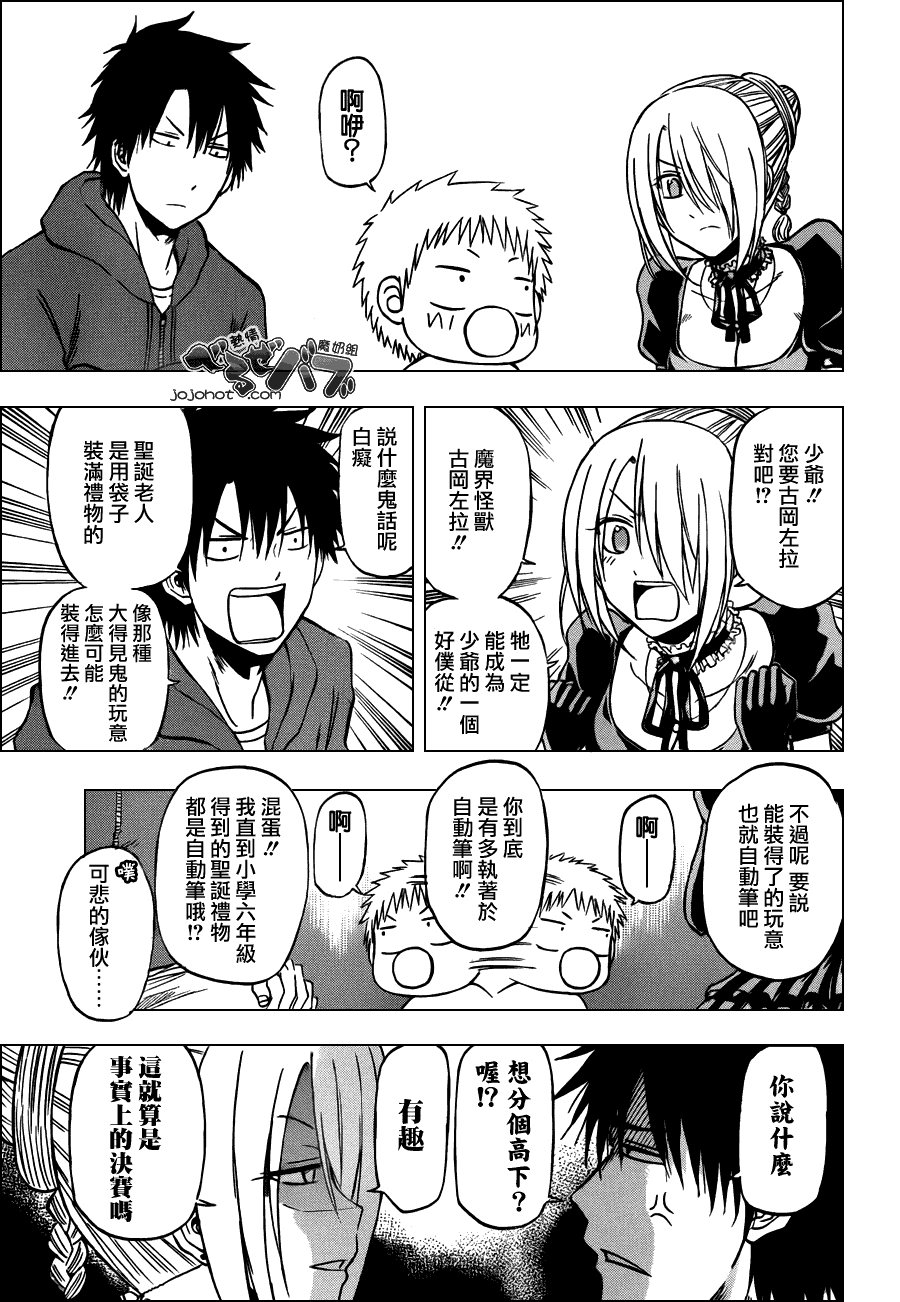 啊咿?
熱情
魔奶組
べるぜバブ
jojohot .com
少爺!!
您要古岡左拉
對吧!?
魔界怪獸
古岡左拉!!
牠一定
能成為
少爺的一個
好僕從!!
說什麼鬼話呢
白癡
聖誕老人
是用袋子
裝滿禮物的
像那種
大得見鬼的玩意
怎麼可能
裝得進去!!
不過呢 要說
能裝得了的玩意
也就自動筆吧
啊——
你到底
是有多執著於
自動筆啊!!
啊——
混蛋!!
我直到小學六年級
得到的聖誕禮物
都是自動筆哦!?
噗
可悲的傢伙……
你說什麼
想分個高下?
喔!?
有趣
這就算是
事實上的決賽嗎